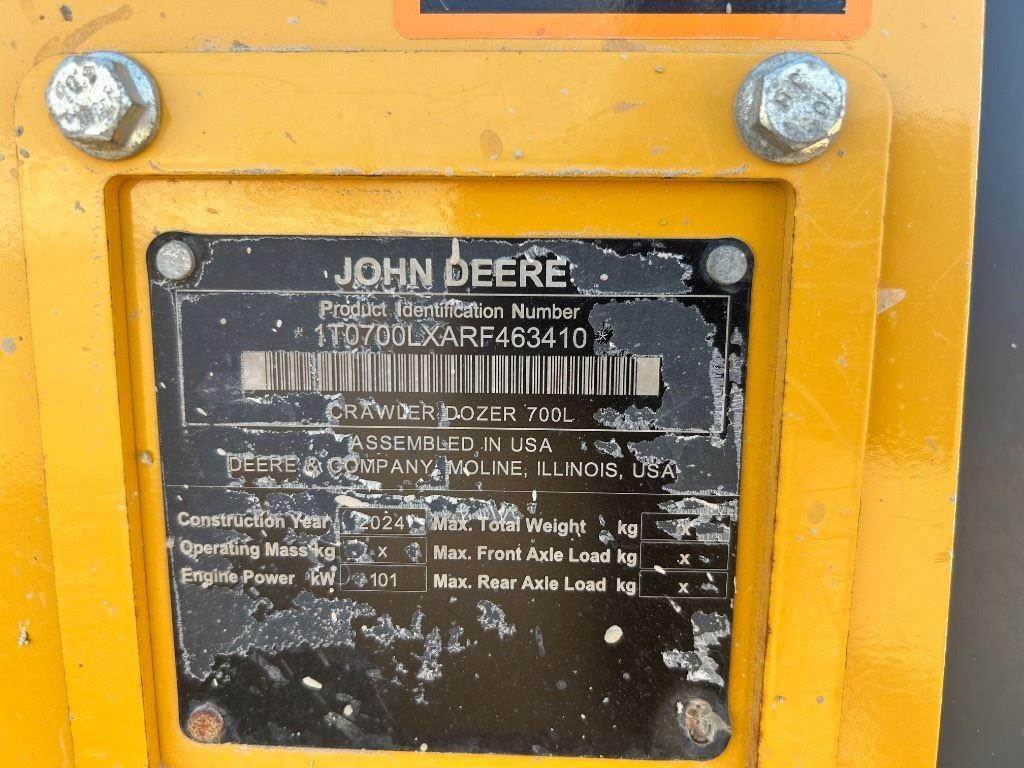 JOHN DEERE
Product Identification Number
*1T0700LXARF463410*
CRAWLER DOZER 700L
ASSEMBLED IN USA
DEERE & COMPANY, MOLINE, ILLINOIS, USA
Construction Year 2024 Max. Total Weight kg x
Operating Mass kg x Max. Front Axle Load kg x
Engine Power kW 101 Max. Rear Axle Load kg x